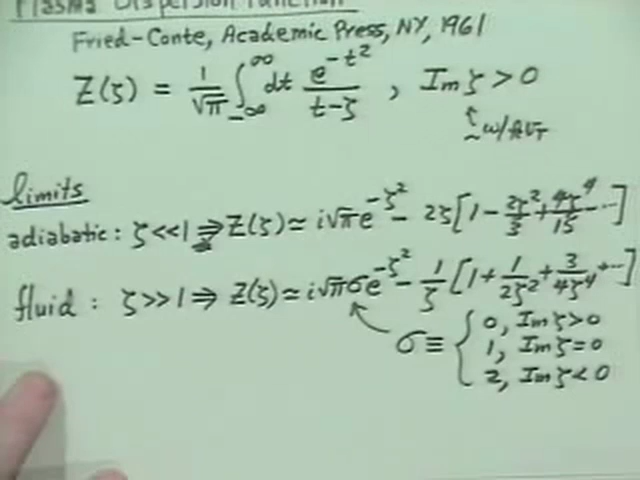 Plasma Dispersion Function
Fried-Conte, Academic Press, NY, 1961
Z(ζ) = 1/√π ∫_{-∞}^{∞} dt e^{-t²}/(t-ζ) , Im ζ > 0
~ω/kv_T
limits
adiabatic: ζ<<1 ⇒ Z(ζ) ≃ i√π e^{-ζ²} - 2ζ[1 - 2ζ²/3 + 4ζ⁴/15 ...]
fluid: ζ>>1 ⇒ Z(ζ) ≃ i√π σ e^{-ζ²} - 1/ζ [1 + 1/2ζ² + 3/4ζ⁴ + ...]
σ ≡ { 0, Im ζ > 0
1, Im ζ = 0
2, Im ζ < 0